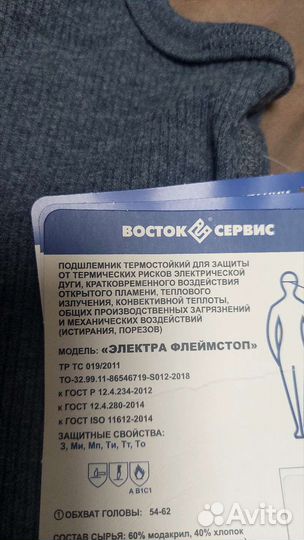 ВОСТОК СЕРВИС
ПОДШЛЕМНИК ТЕРМОСТОЙКИЙ ДЛЯ ЗАЩИТЫ
ОТ ТЕРМИЧЕСКИХ РИСКОВ ЭЛЕКТРИЧЕСКОЙ
ДУГИ, КРАТКОВРЕМЕННОГО ВОЗДЕЙСТВИЯ
ОТКРЫТОГО ПЛАМЕНИ, ТЕПЛОВОГО
ИЗЛУЧЕНИЯ, КОНВЕКТИВНОЙ ТЕПЛОТЫ,
ОБЩИХ ПРОИЗВОДСТВЕННЫХ ЗАГРЯЗНЕНИЙ
И МЕХАНИЧЕСКИХ ВОЗДЕЙСТВИЙ
(ИСТИРАНИЯ, ПОРЕЗОВ)
МОДЕЛЬ: «ЭЛЕКТРА ФЛЕЙМСТОП»
ТР ТС 019/2011
ТО-32.99.11-86546719-S012-2018
к ГОСТ Р 12.4.234-2012
к ГОСТ 12.4.280-2014
к ГОСТ ISO 11612-2014
ЗАЩИТНЫЕ СВОЙСТВА:
З, Ми, Мп, Ти, Тт, То
A B1C1
ОБХВАТ ГОЛОВЫ: 54-62
СОСТАВ СЫРЬЯ: 60% модакрил, 40% хлопок
Avito